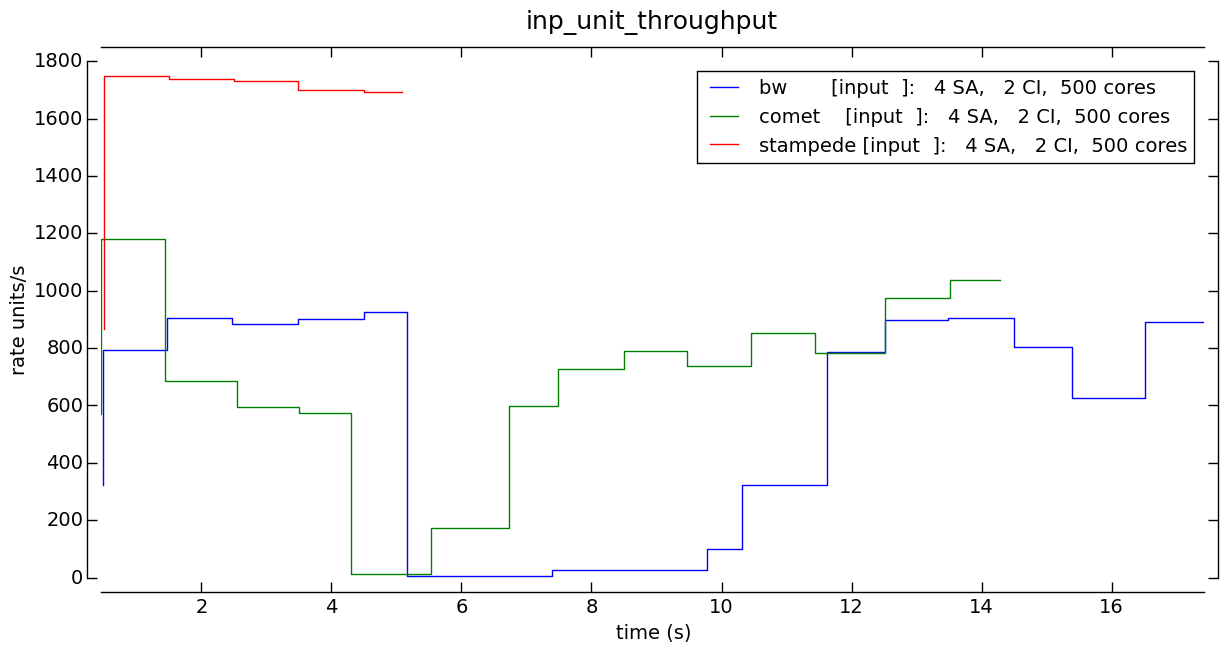 inp_unit_throughput
1800
1600
1400
1200
1000
800
600
400
200
0
rate units/s
bw [input ]: 4 SA, 2 CI, 500 cores
comet [input ]: 4 SA, 2 CI, 500 cores
stampede [input ]: 4 SA, 2 CI, 500 cores
2 4 6 8 10 12 14 16
time (s)